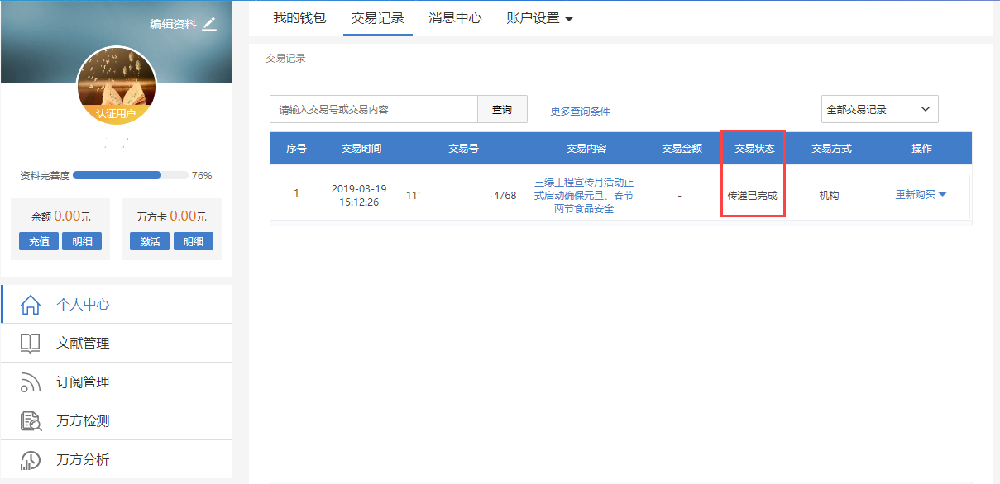 编辑资料
认证用户
资料完善度 76%
余额 0.00元
充值 明细
万方卡 0.00元
激活 明细
个人中心
文献管理
订阅管理
万方检测
万方分析
我的钱包 交易记录 消息中心 账户设置
交易记录
请输入交易号或交易内容 查询 更多查询条件 全部交易记录
序号 交易时间 交易号 交易内容 交易金额 交易状态 交易方式 操作
1 2019-03-19
15:12:26
三绿工程宣传月活动正
式启动确保元旦、春节
两节食品安全
- 传递已完成 机构 重新购买